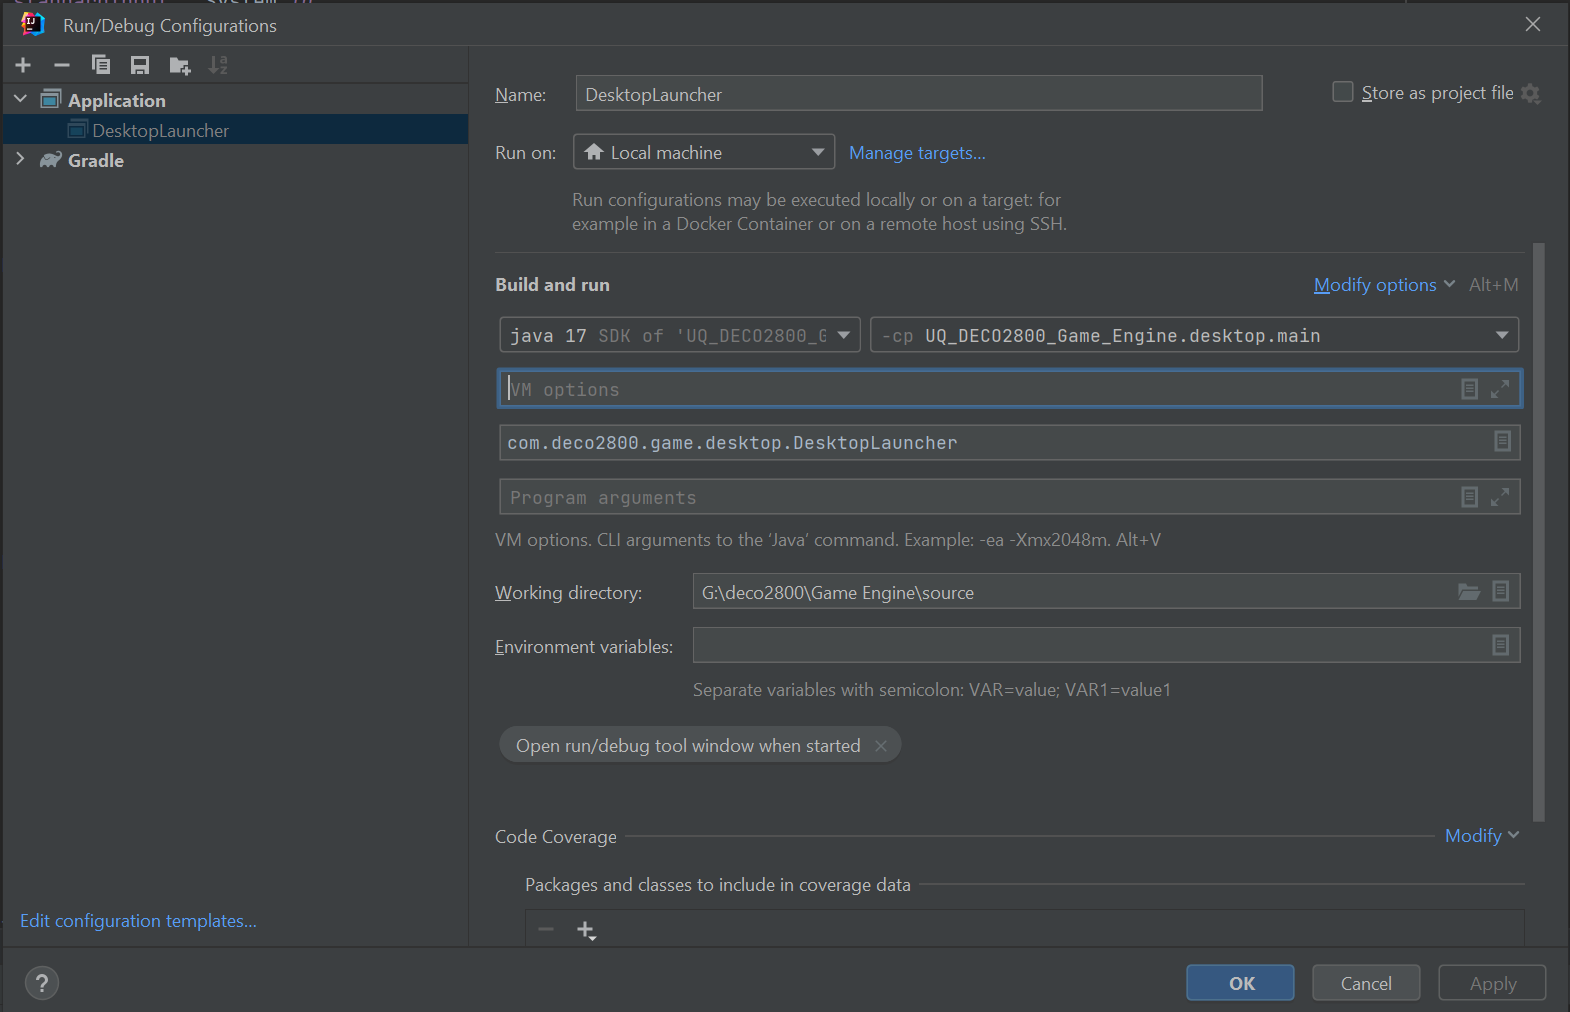 Run/Debug Configurations
Application
DesktopLauncher
Gradle
Name: DesktopLauncher
Store as project file
Run on: Local machine Manage targets...
Run configurations may be executed locally or on a target: for
example in a Docker Container or on a remote host using SSH.
Build and run
Modify options Alt+M
java 17 SDK of 'UQ_DECO2800_G
-cp UQ_DECO2800_Game_Engine.desktop.main
VM options
com.deco2800.game.desktop.DesktopLauncher
Program arguments
VM options. CLI arguments to the ‘Java’ command. Example: -ea -Xmx2048m. Alt+V
Working directory: G:\deco2800\Game Engine\source
Environment variables:
Separate variables with semicolon: VAR=value; VAR1=value1
Open run/debug tool window when started
Code Coverage Modify
Packages and classes to include in coverage data
Edit configuration templates...
? OK Cancel Apply